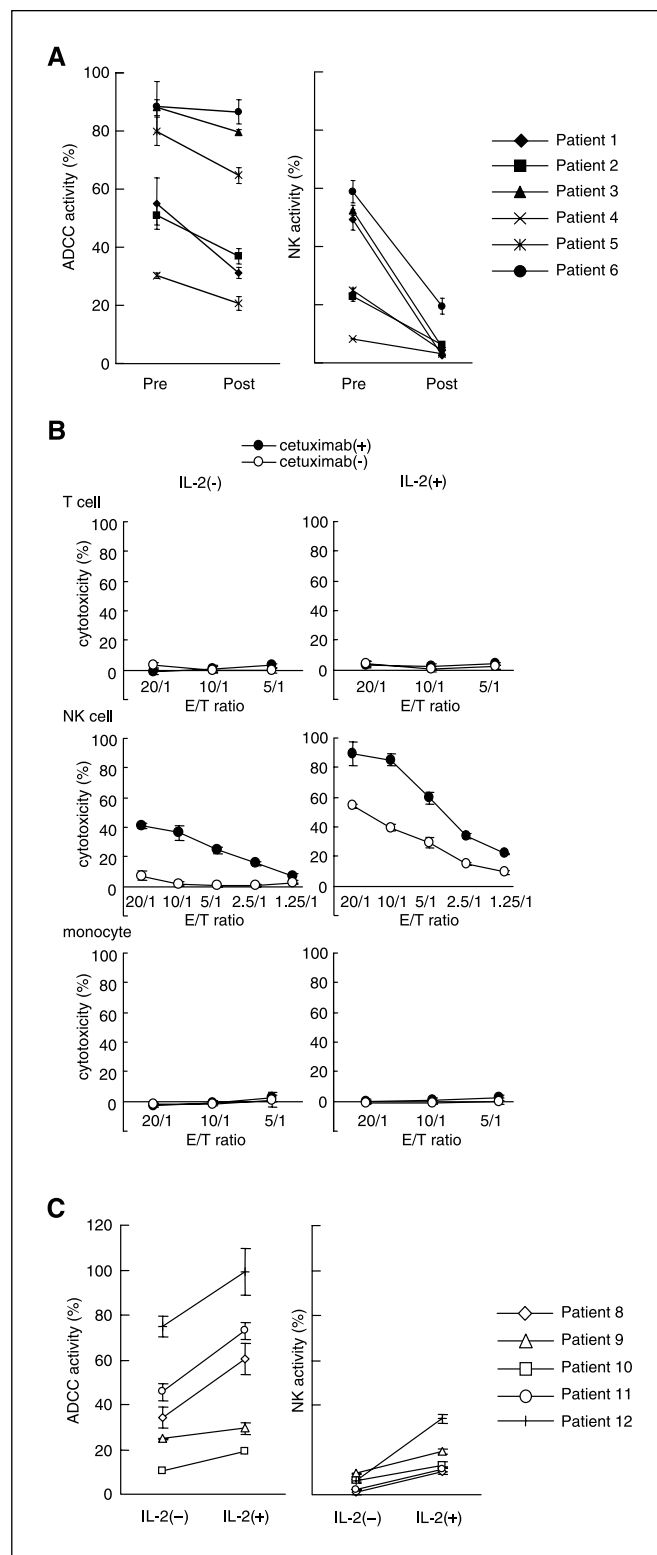 A
ADCC activity (%)
100
80
60
40
20
0
Pre
Post
NK activity (%)
Pre
Post
Patient 1
Patient 2
Patient 3
Patient 4
Patient 5
Patient 6
B
cetuximab(+)
cetuximab(-)
IL-2(-)
IL-2(+)
T cell
cytotoxicity (%)
100
80
60
40
20
0
20/1
10/1
5/1
E/T ratio
100
80
60
40
20
0
20/1
10/1
5/1
E/T ratio
NK cell
cytotoxicity (%)
100
80
60
40
20
0
20/1
10/1
5/1
2.5/1
1.25/1
E/T ratio
100
80
60
40
20
0
20/1
10/1
5/1
2.5/1
1.25/1
E/T ratio
monocyte
cytotoxicity (%)
100
80
60
40
20
0
20/1
10/1
5/1
E/T ratio
100
80
60
40
20
0
20/1
10/1
5/1
E/T ratio
C
ADCC activity (%)
120
100
80
60
40
20
0
IL-2(-)
IL-2(+)
NK activity (%)
IL-2(-)
IL-2(+)
Patient 8
Patient 9
Patient 10
Patient 11
Patient 12